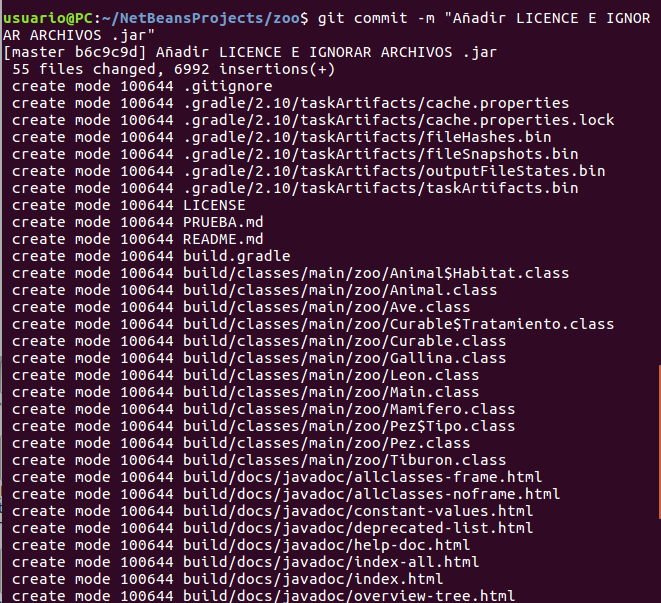 usuario@PC:~/NetBeansProjects/zoo$ git commit -m "Añadir LICENCE E IGNOR
AR ARCHIVOS .jar"
[master b6c9c9d] Añadir LICENCE E IGNORAR ARCHIVOS .jar
 55 files changed, 6992 insertions(+)
 create mode 100644 .gitignore
 create mode 100644 .gradle/2.10/taskArtifacts/cache.properties
 create mode 100644 .gradle/2.10/taskArtifacts/cache.properties.lock
 create mode 100644 .gradle/2.10/taskArtifacts/fileHashes.bin
 create mode 100644 .gradle/2.10/taskArtifacts/fileSnapshots.bin
 create mode 100644 .gradle/2.10/taskArtifacts/outputFileStates.bin
 create mode 100644 .gradle/2.10/taskArtifacts/taskArtifacts.bin
 create mode 100644 LICENSE
 create mode 100644 PRUEBA.md
 create mode 100644 README.md
 create mode 100644 build.gradle
 create mode 100644 build/classes/main/zoo/Animal$Habitat.class
 create mode 100644 build/classes/main/zoo/Animal.class
 create mode 100644 build/classes/main/zoo/Ave.class
 create mode 100644 build/classes/main/zoo/Curable$Tratamiento.class
 create mode 100644 build/classes/main/zoo/Curable.class
 create mode 100644 build/classes/main/zoo/Gallina.class
 create mode 100644 build/classes/main/zoo/Leon.class
 create mode 100644 build/classes/main/zoo/Main.class
 create mode 100644 build/classes/main/zoo/Mamifero.class
 create mode 100644 build/classes/main/zoo/Pez$Tipo.class
 create mode 100644 build/classes/main/zoo/Pez.class
 create mode 100644 build/classes/main/zoo/Tiburon.class
 create mode 100644 build/docs/javadoc/allclasses-frame.html
 create mode 100644 build/docs/javadoc/allclasses-noframe.html
 create mode 100644 build/docs/javadoc/constant-values.html
 create mode 100644 build/docs/javadoc/deprecated-list.html
 create mode 100644 build/docs/javadoc/help-doc.html
 create mode 100644 build/docs/javadoc/index-all.html
 create mode 100644 build/docs/javadoc/index.html
 create mode 100644 build/docs/javadoc/overview-tree.html